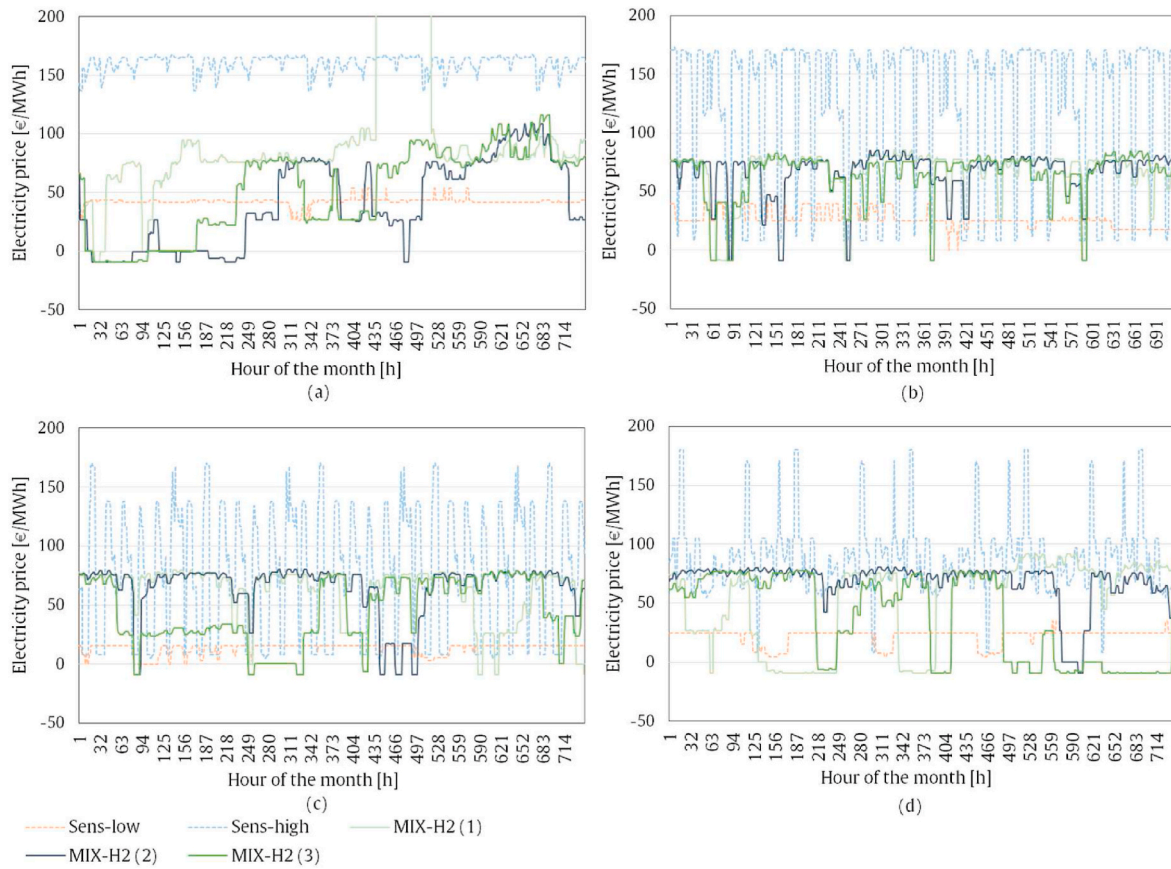 200
150
100
50
0
-50
Electricity price [€/MWh]
1 32 63 94 125 156 187 218 249 280 311 342 373 404 435 466 497 528 559 590 621 652 683 714
Hour of the month [h]
(a)
200
150
100
50
0
-50
Electricity price [€/MWh]
1 31 61 91 121 151 181 211 241 271 301 331 361 391 421 451 481 511 541 571 601 631 661 691
Hour of the month [h]
(b)
200
150
100
50
0
-50
Electricity price [€/MWh]
1 32 63 94 125 156 187 218 249 280 311 342 373 404 435 466 497 528 559 590 621 652 683 714
Hour of the month [h]
(c)
200
150
100
50
0
-50
Electricity price [€/MWh]
1 32 63 94 125 156 187 218 249 280 311 342 373 404 435 466 497 528 559 590 621 652 683 714
Hour of the month [h]
(d)
Sens-low Sens-high MIX-H2 (1)
MIX-H2 (2) MIX-H2 (3)